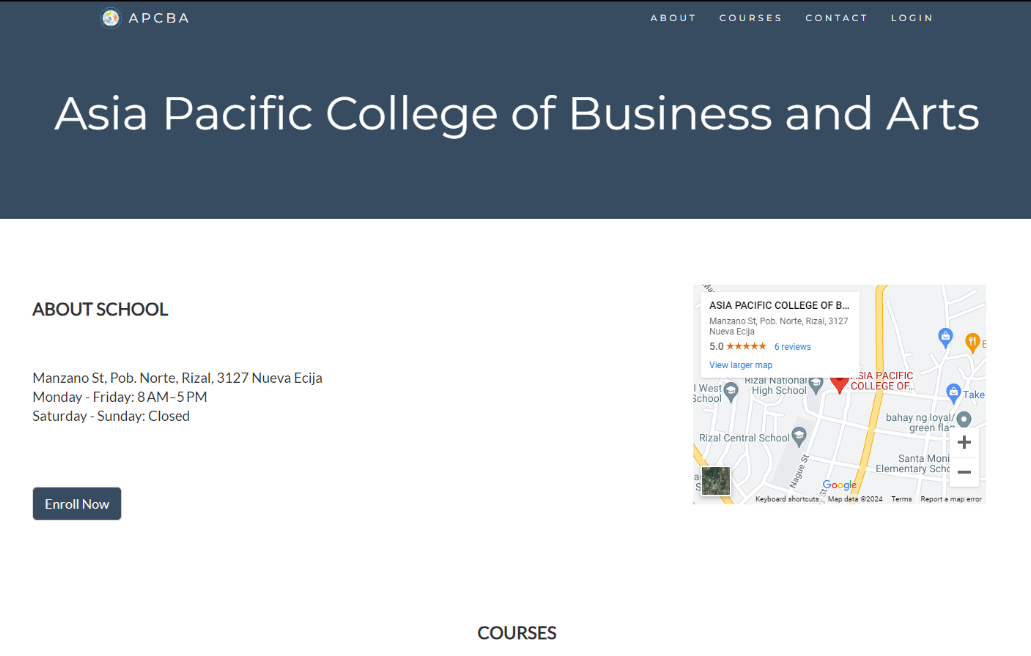 APCBA
ABOUT COURSES CONTACT LOGIN
Asia Pacific College of Business and Arts
ABOUT SCHOOL
Manzano St, Pob. Norte, Rizal, 3127 Nueva Ecija
Monday - Friday: 8 AM–5 PM
Saturday - Sunday: Closed
Enroll Now
ASIA PACIFIC COLLEGE OF B...
Manzano St, Pob. Norte, Rizal, 3127
Nueva Ecija
5.0 ★★★★★ 6 reviews
View larger map
Rizal National
High School
ASIA PACIFIC
COLLEGE OF...
l West
School
Take
bahay ng loyal/
green flag
Rizal Central School
Santa Moni
Elementary Scho
Nague St
Google
Keyboard shortcuts Map data ©2024 Terms Report a map error
COURSES